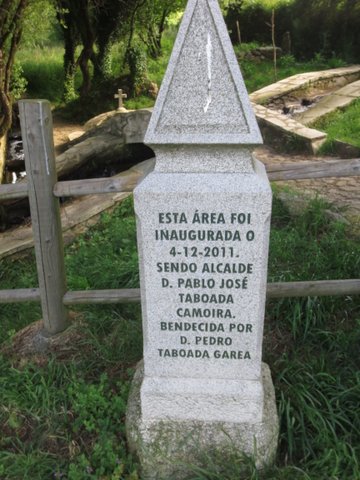 ESTA ÁREA FOI
INAUGURADA O
4-12-2011.
SENDO ALCALDE
D. PABLO JOSÉ
TABOADA
CAMOIRA.
BENDECIDA POR
D. PEDRO
TABOADA GAREA